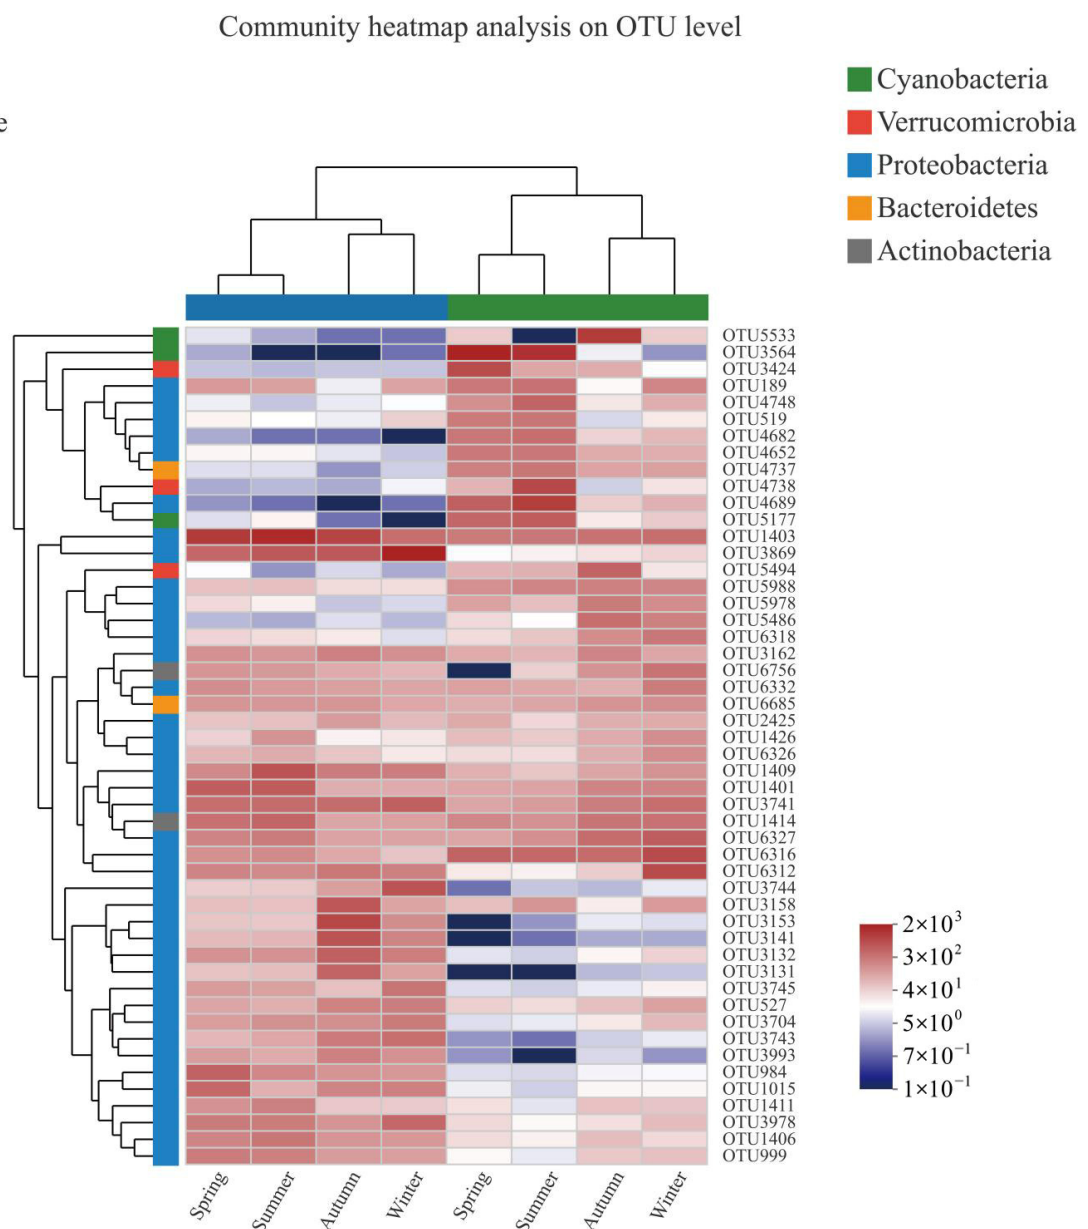 Community heatmap analysis on OTU level
Cyanobacteria
Verrucomicrobia
Proteobacteria
Bacteroidetes
Actinobacteria
e
OTU5533
OTU3564
OTU3424
OTU189
OTU4748
OTU519
OTU4682
OTU4652
OTU4737
OTU4738
OTU4689
OTU5177
OTU1403
OTU3869
OTU5494
OTU5988
OTU5978
OTU5486
OTU6318
OTU3162
OTU6756
OTU6332
OTU6685
OTU2425
OTU1426
OTU6326
OTU1409
OTU1401
OTU3741
OTU1414
OTU6327
OTU6316
OTU6312
OTU3744
OTU3158
OTU3153
OTU3141
OTU3132
OTU3131
OTU3745
OTU527
OTU3704
OTU3743
OTU3993
OTU984
OTU1015
OTU1411
OTU3978
OTU1406
OTU999
2×10³
3×10²
4×10¹
5×10⁰
7×10⁻¹
1×10⁻¹
Spring Summer Autumn Winter Spring Summer Autumn Winter